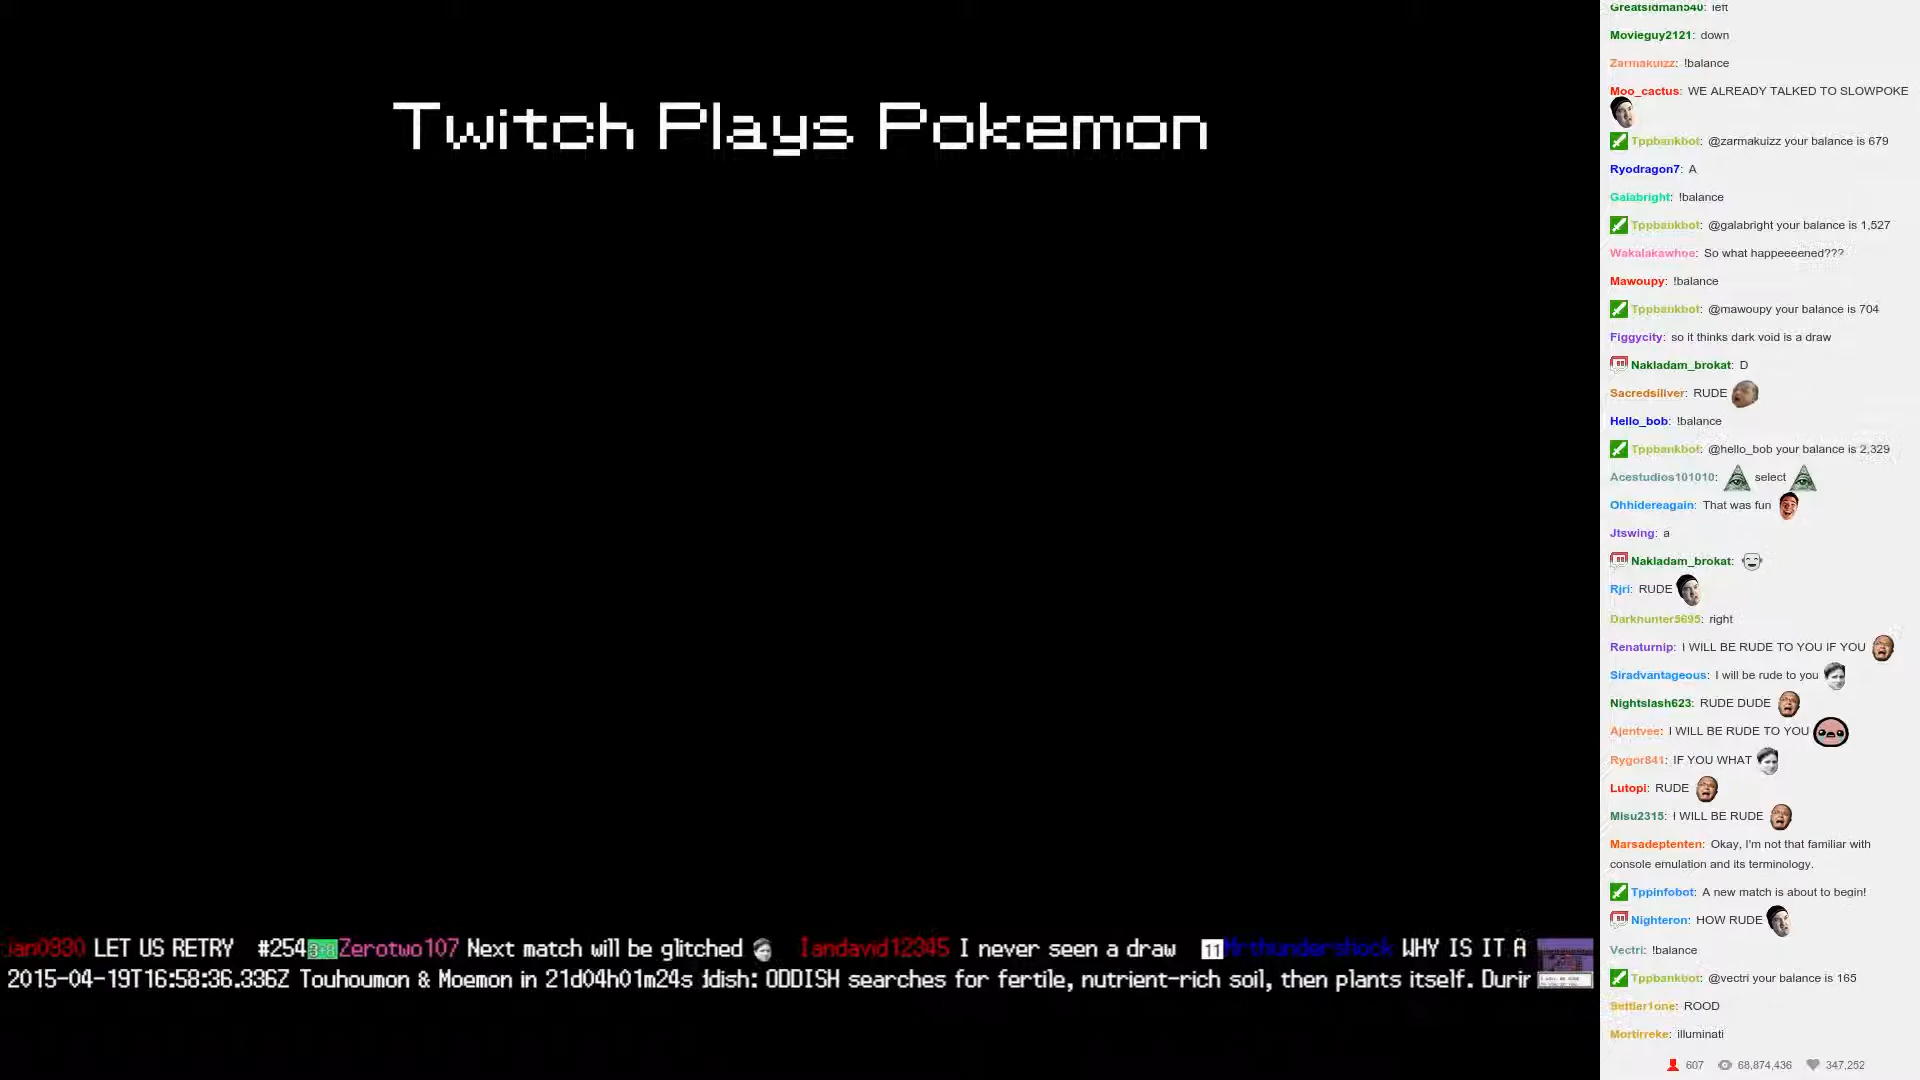 Twitch Plays Pokemon
LET US RETRY #254 Zerotwo107 Next match will be glitched Iandavid12345 I never seen a draw 11 Mrthundershock WHY IS IT A
2015-04-19T16:58:36.336Z Touhoumon & Moemon in 21d04h01m24s ddish: ODDISH searches for fertile, nutrient-rich soil, then plants itself. Durin
Greatsidman540: left
Movieguy2121: down
Zarmakuizz: !balance
Moo_cactus: WE ALREADY TALKED TO SLOWPOKE
Tppbankbot: @zarmakuizz your balance is 679
Ryodragon7: A
Galabright: !balance
Tppbankbot: @galabright your balance is 1,527
Wakalakawhoe: So what happeeeened???
Mawoupy: !balance
Tppbankbot: @mawoupy your balance is 704
Figgycity: so it thinks dark void is a draw
Nakladam_brokat: D
Sacredsiliver: RUDE
Hello_bob: !balance
Tppbankbot: @hello_bob your balance is 2,329
Acestudios101010: select
Ohhidereagain: That was fun
Jtswing: a
Nakladam_brokat:
Rjri: RUDE
Darkhunter5695: right
Renaturnip: I WILL BE RUDE TO YOU IF YOU
Siradvantageous: I will be rude to you
Nightslash623: RUDE DUDE
Ajentvee: I WILL BE RUDE TO YOU
Rygor841: IF YOU WHAT
Lutopi: RUDE
Misu2315: I WILL BE RUDE
Marsadeptenten: Okay, I'm not that familiar with
console emulation and its terminology.
Tppinfobot: A new match is about to begin!
Nighteron: HOW RUDE
Vectri: !balance
Tppbankbot: @vectri your balance is 165
Settler1one: ROOD
Mortirreke: illuminati
607 68,874,436 347,252